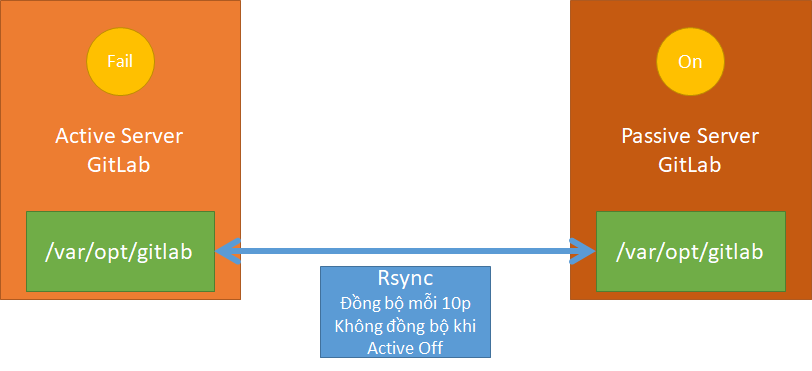 Fail
Active Server
GitLab
/var/opt/gitlab
On
Passive Server
GitLab
/var/opt/gitlab
Rsync
Đồng bộ mỗi 10p
Không đồng bộ khi
Active Off